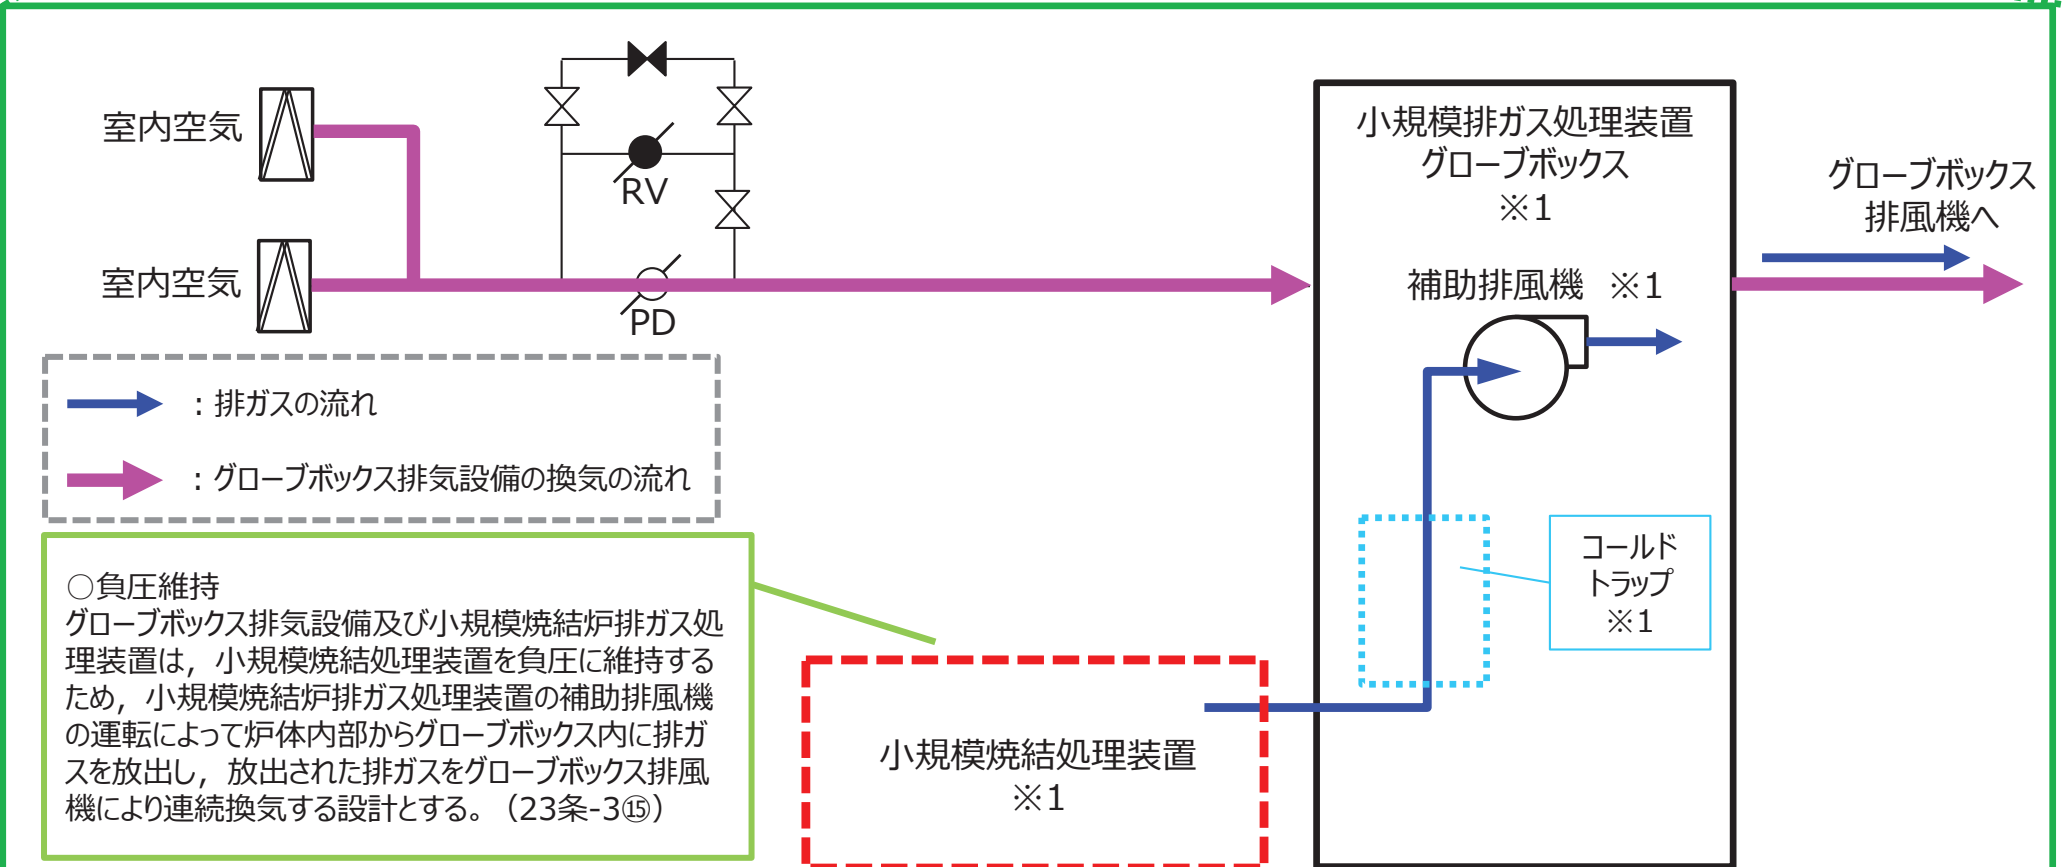 室内空気
RV
室内空気
PD
小規模排ガス処理装置
グローブボックス
※1
補助排風機 ※1
グローブボックス
排風機へ
：排ガスの流れ
：グローブボックス排気設備の換気の流れ
○負圧維持
グローブボックス排気設備及び小規模焼結炉排ガス処
理装置は，小規模焼結処理装置を負圧に維持する
ため，小規模焼結炉排ガス処理装置の補助排風機
の運転によって炉体内部からグローブボックス内に排ガ
スを放出し，放出された排ガスをグローブボックス排風
機により連続換気する設計とする。（23条-3⑮）
コールド
トラップ
※1
小規模焼結処理装置
※1